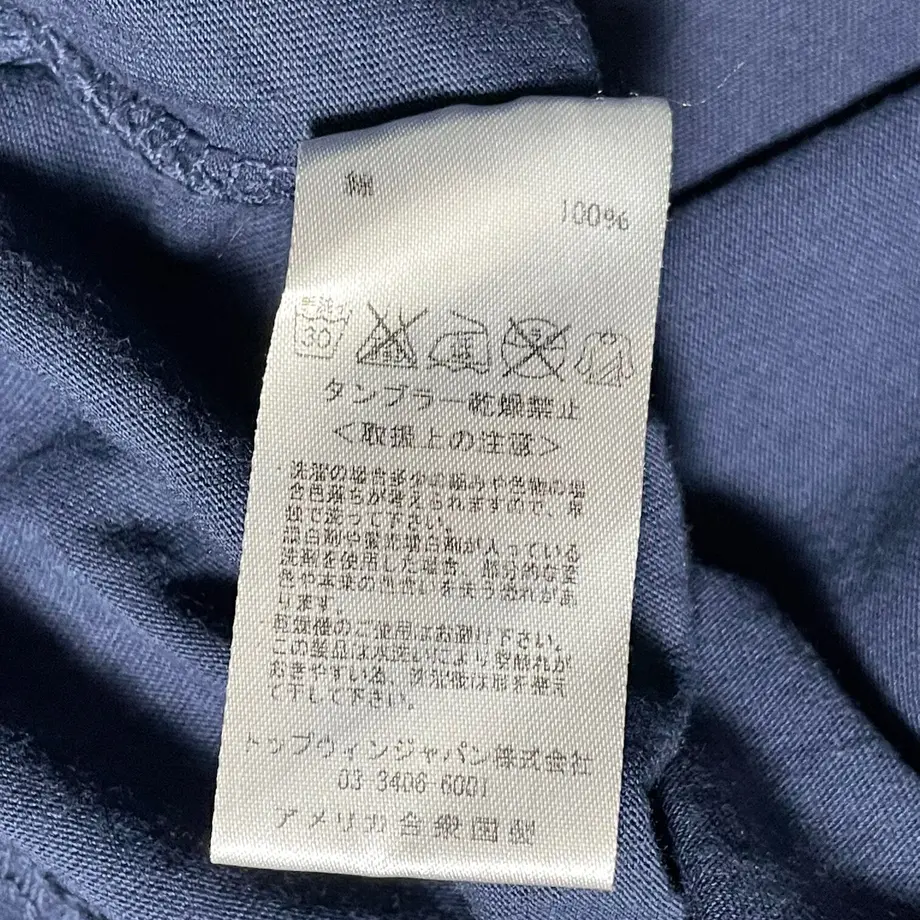 綿
100%
手洗イ
30
タンブラー乾燥禁止
<取扱上の注意>
・洗濯の場合多少の縮みや芸物の場
合色落ちが考えられますので、単
独で洗って下さい。
・漂白剤や蛍光増白剤が入っている
洗剤を使用した場合、部分的な変
色や本来の色合いを失う恐れがあ
ります。
・乾燥機のご使用はお避け下さい。
この製品は水洗いにより型崩れが
おきやすい為、洗濯後は形を整え
て干して下さい。
トップウィンジャパン株式会社
03-3406-6001
アメリカ合衆国製